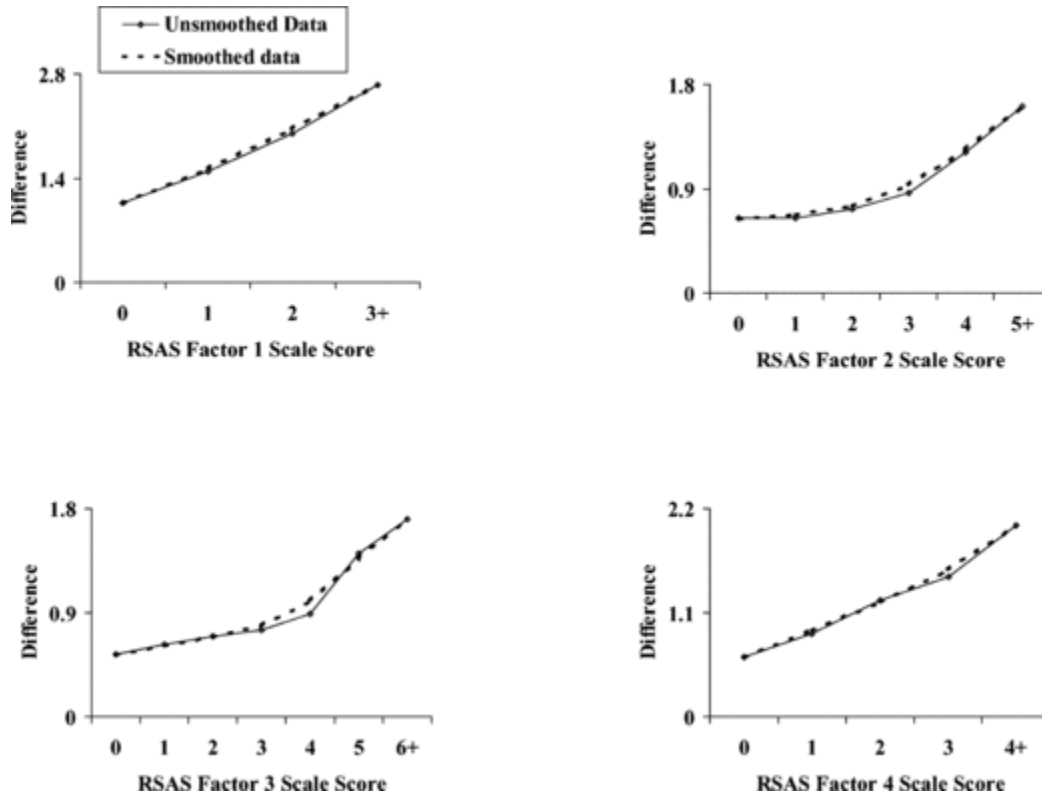 Unsmoothed Data
Smoothed data
2.8
1.4
0
Difference
0 1 2 3+
RSAS Factor 1 Scale Score
1.8
0.9
0
Difference
0 1 2 3 4 5+
RSAS Factor 2 Scale Score
1.8
0.9
0
Difference
0 1 2 3 4 5 6+
RSAS Factor 3 Scale Score
2.2
1.1
0
Difference
0 1 2 3 4+
RSAS Factor 4 Scale Score